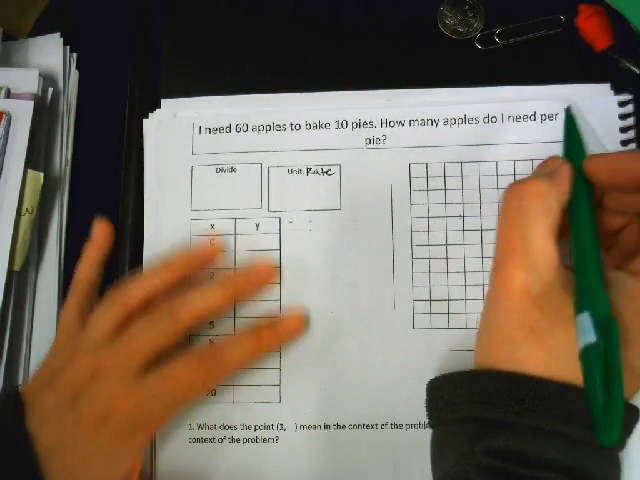 I need 60 apples to bake 10 pies. How many apples do I need per
pie?
Divide
Unit Rate
x y
0
2
5
6
20
1. What does the point (1, ) mean in the context of the
context of the problem?